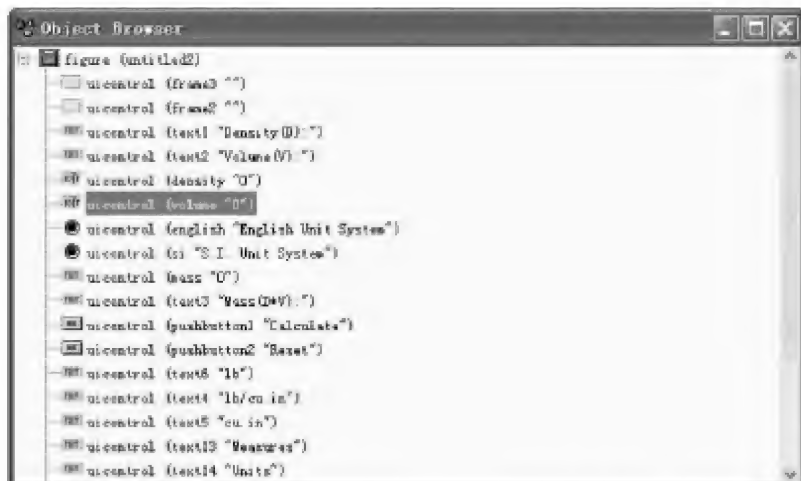 Object Browser
figure (untitled2)
uicontrol (frame3 "")
uicontrol (frame2 "")
uicontrol (text1 "Density(D):")
uicontrol (text2 "Volume(V):")
uicontrol (density "0")
uicontrol (volume "0")
uicontrol (english "English Unit System")
uicontrol (si "S.I. Unit System")
uicontrol (mass "0")
uicontrol (text3 "Mass(D*V):")
uicontrol (pushbutton1 "Calculate")
uicontrol (pushbutton2 "Reset")
uicontrol (text6 "lb")
uicontrol (text4 "lb/cu.in")
uicontrol (text5 "cu.in")
uicontrol (text13 "Measures")
uicontrol (text14 "Units")